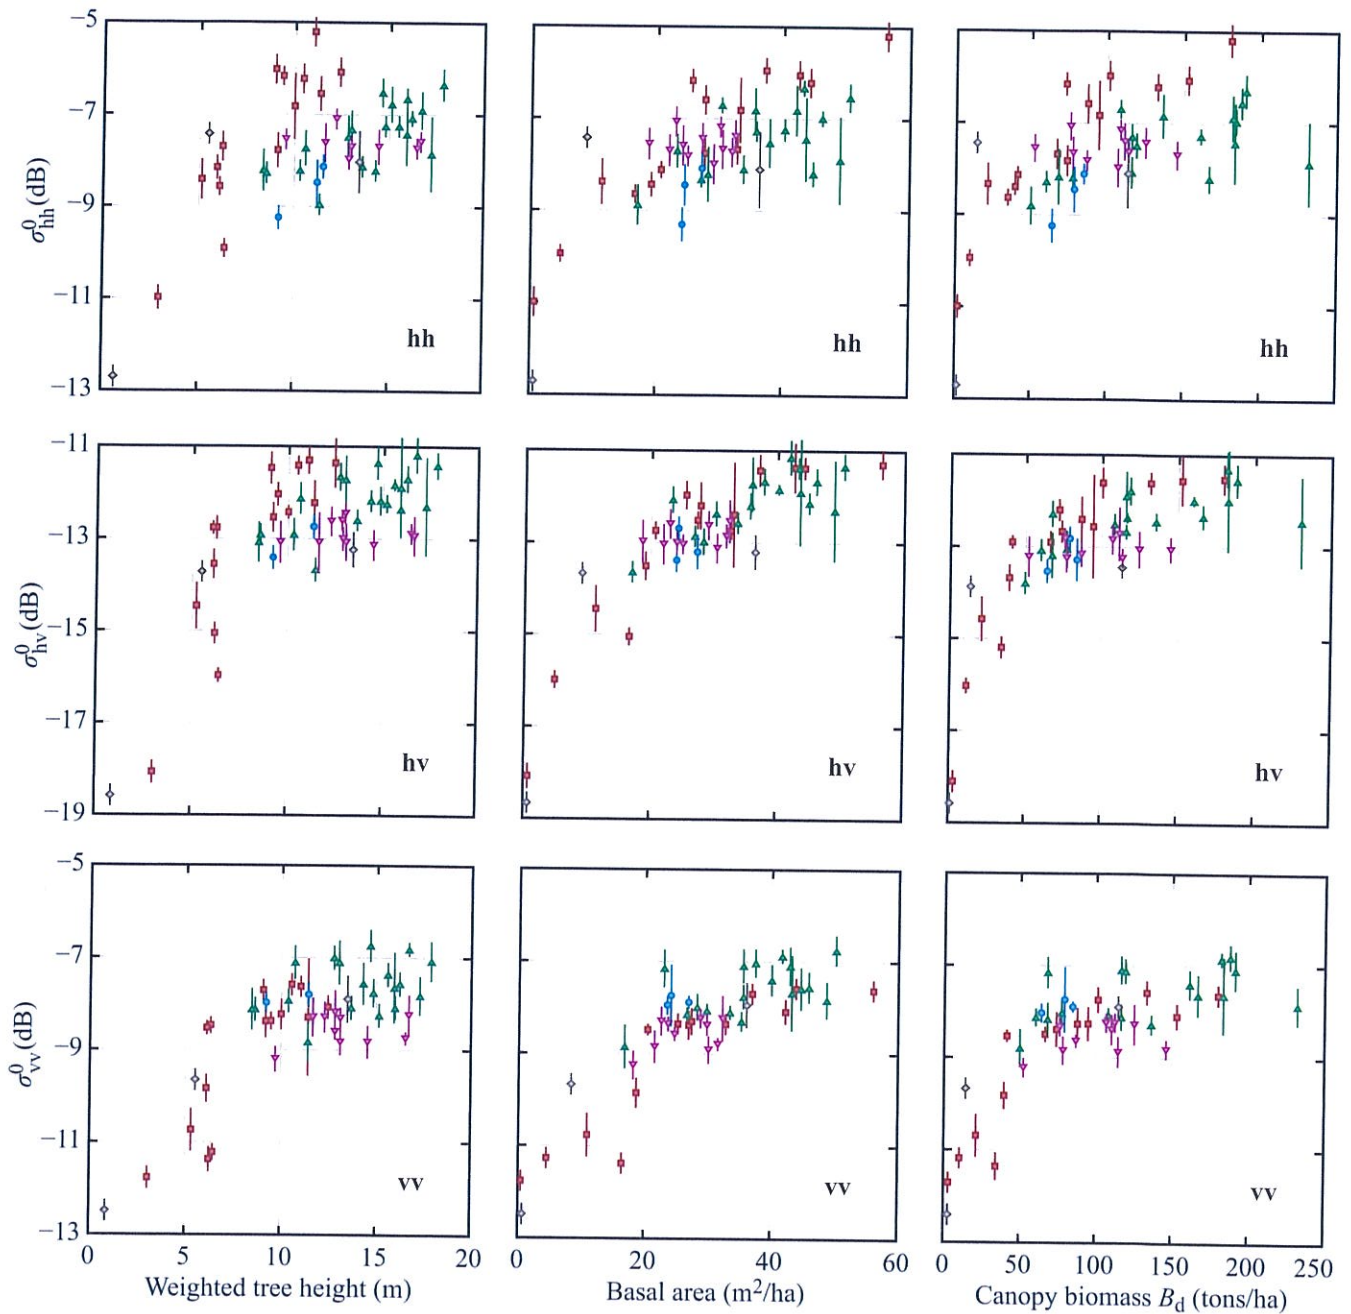 −5
−7
−9
−11
−13
σ⁰hh (dB)
hh
hh
hh
−11
−13
−15
−17
−19
σ⁰hv (dB)
hv
hv
hv
−5
−7
−9
−11
−13
σ⁰vv (dB)
vv
vv
vv
0 5 10 15 20
0 20 40 60
0 50 100 150 200 250
Weighted tree height (m)
Basal area (m²/ha)
Canopy biomass Bd (tons/ha)